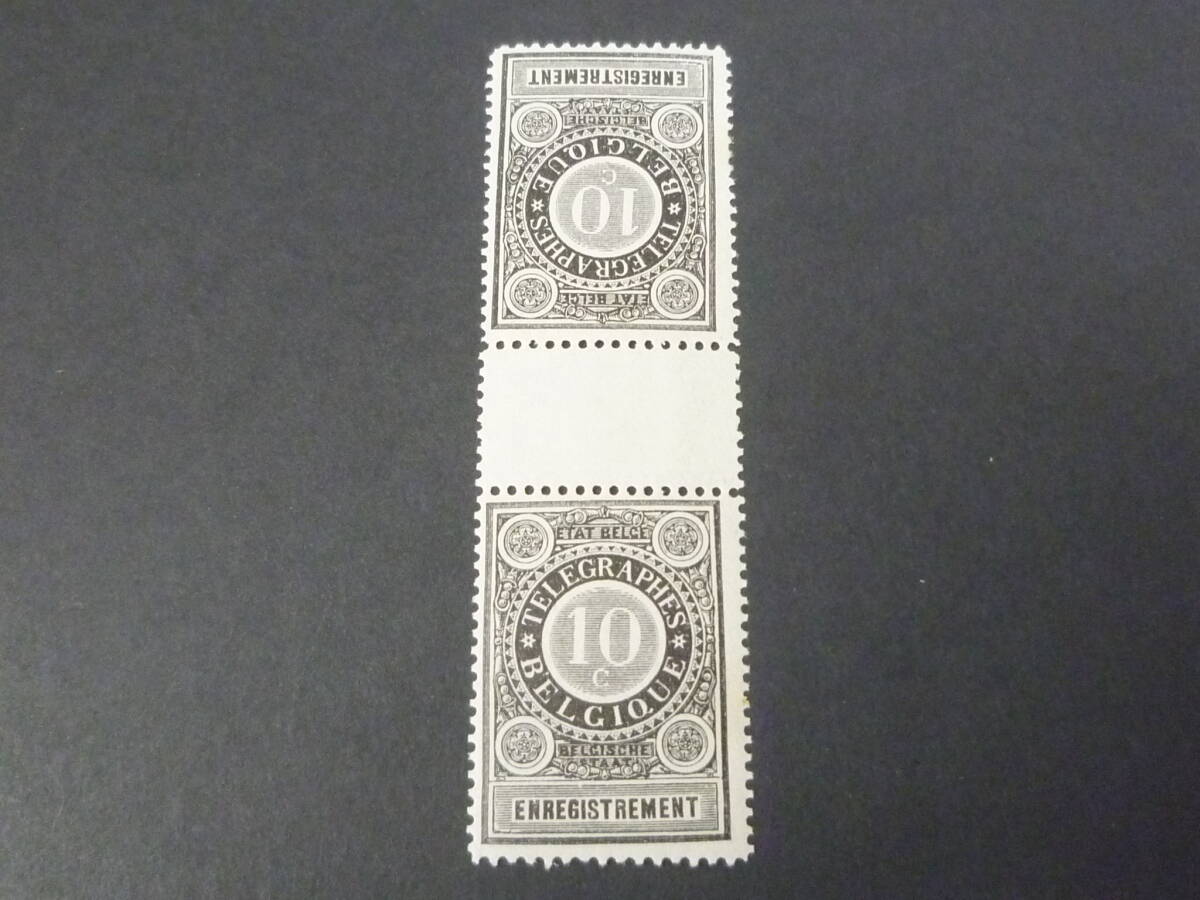 ENREGISTREMENT
BELGISCHE
STAAT
BELGIQUE
C
10
TELEGRAPHES
ETAT BELGE
ETAT BELGE
TELEGRAPHES
10
C
BELGIQUE
BELGISCHE
STAAT
ENREGISTREMENT